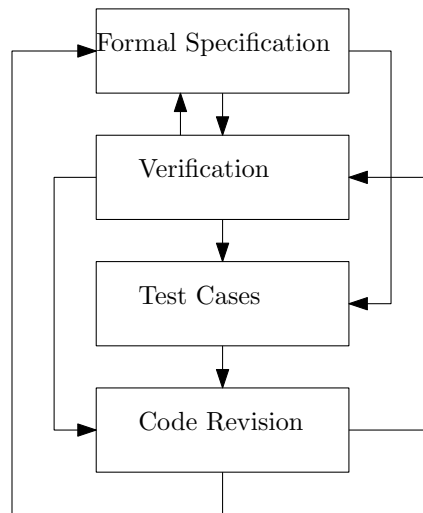 Formal Specification
Verification
Test Cases
Code Revision